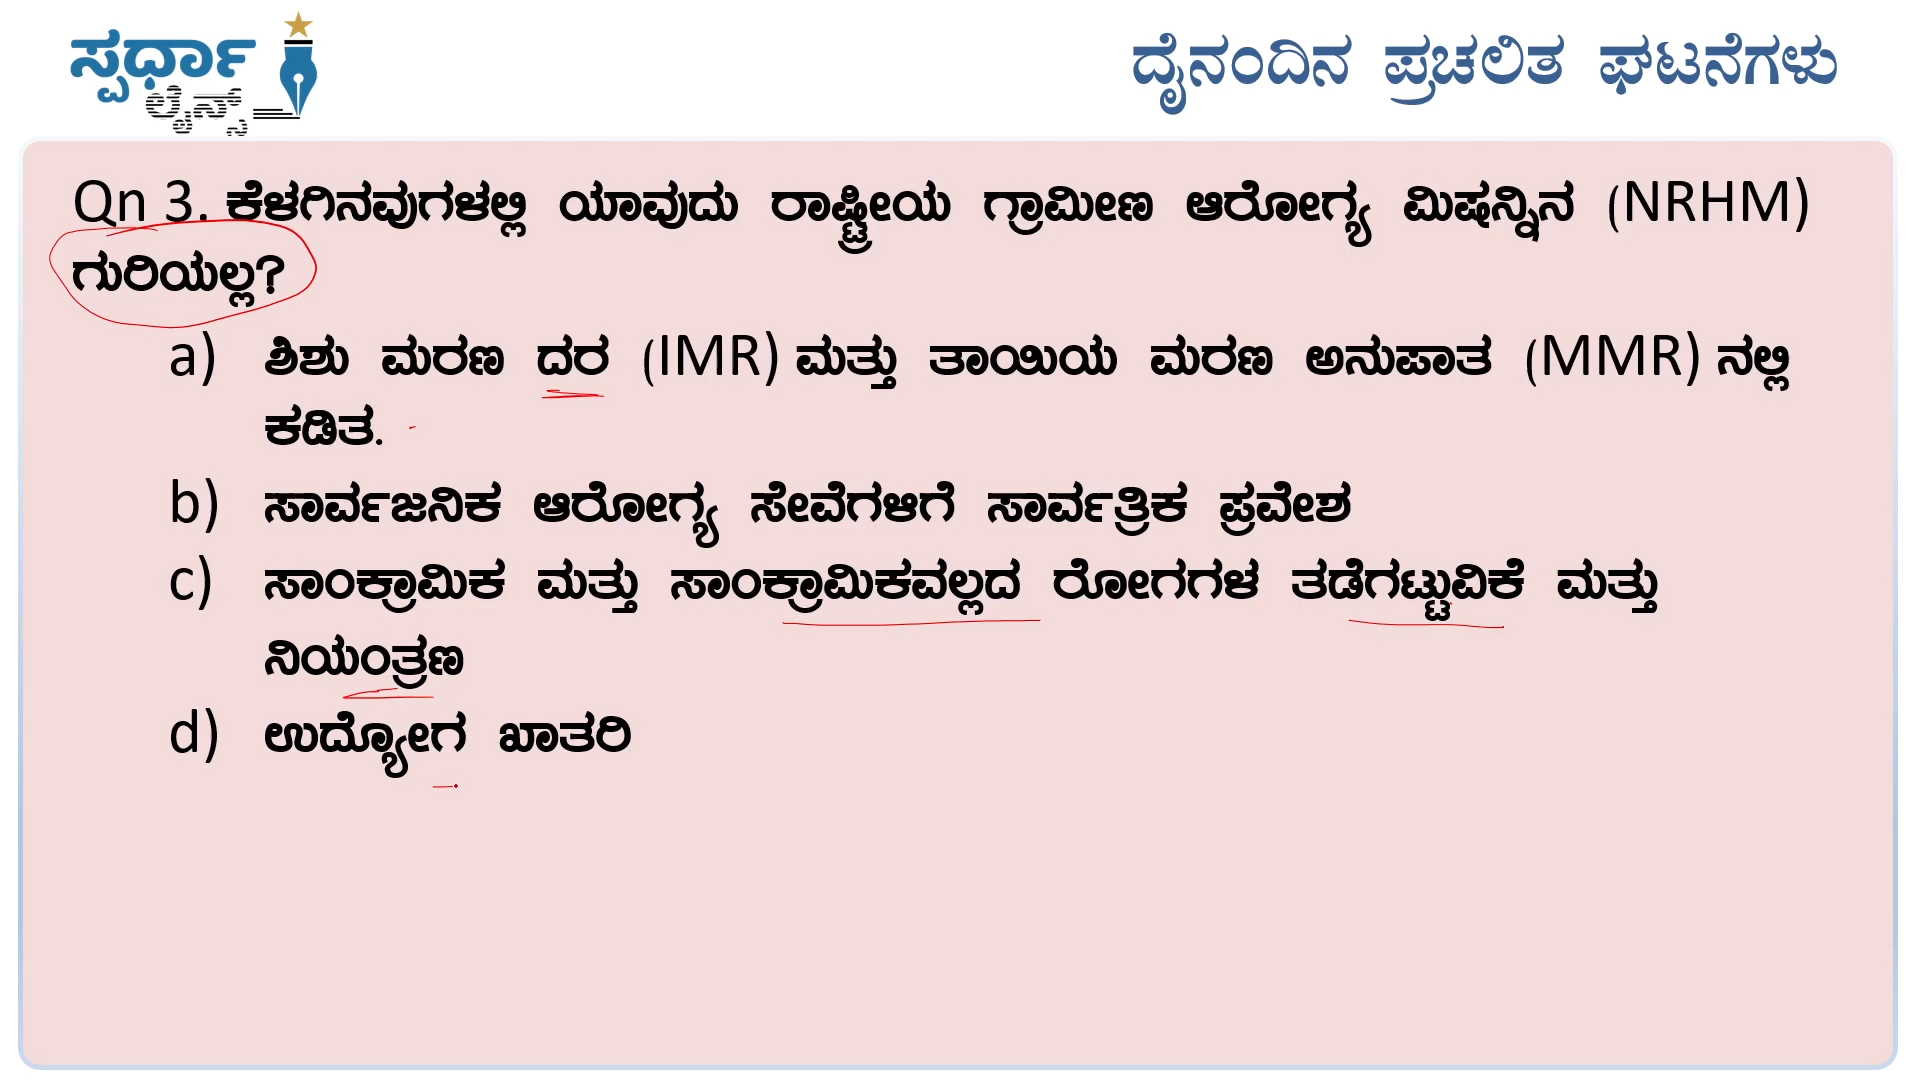 ಸ್ಪರ್ಧಾ
ಲೈನ್ಸ್
ದೈನಂದಿನ ಪ್ರಚಲಿತ ಘಟನೆಗಳು
Qn 3. ಕೆಳಗಿನವುಗಳಲ್ಲಿ ಯಾವುದು ರಾಷ್ಟ್ರೀಯ ಗ್ರಾಮೀಣ ಆರೋಗ್ಯ ಮಿಷನ್ನಿನ (NRHM)
ಗುರಿಯಲ್ಲ?
a) ಶಿಶು ಮರಣ ದರ (IMR) ಮತ್ತು ತಾಯಿಯ ಮರಣ ಅನುಪಾತ (MMR) ನಲ್ಲಿ
ಕಡಿತ.
b) ಸಾರ್ವಜನಿಕ ಆರೋಗ್ಯ ಸೇವೆಗಳಿಗೆ ಸಾರ್ವತ್ರಿಕ ಪ್ರವೇಶ
c) ಸಾಂಕ್ರಾಮಿಕ ಮತ್ತು ಸಾಂಕ್ರಾಮಿಕವಲ್ಲದ ರೋಗಗಳ ತಡೆಗಟ್ಟುವಿಕೆ ಮತ್ತು
ನಿಯಂತ್ರಣ
d) ಉದ್ಯೋಗ ಖಾತರಿ